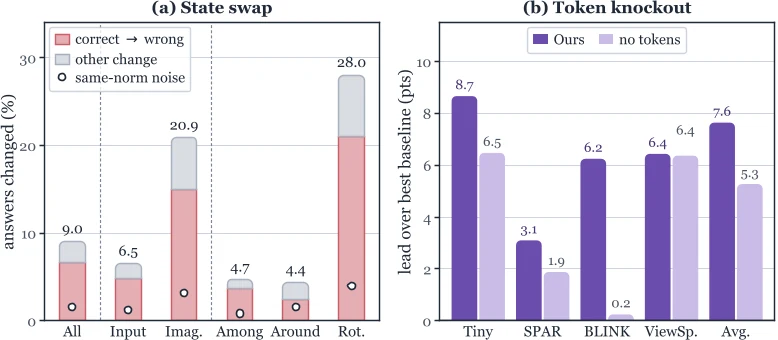 (a) State swap
correct → wrong
other change
same-norm noise
answers changed (%)
30
20
10
0
9.0
6.5
20.9
4.7
4.4
28.0
All Input Imag. Among Around Rot.
(b) Token knockout
Ours no tokens
lead over best baseline (pts)
10
8
6
4
2
0
8.7
6.5
3.1
1.9
6.2
0.2
6.4
6.4
7.6
5.3
Tiny SPAR BLINK ViewSp. Avg.